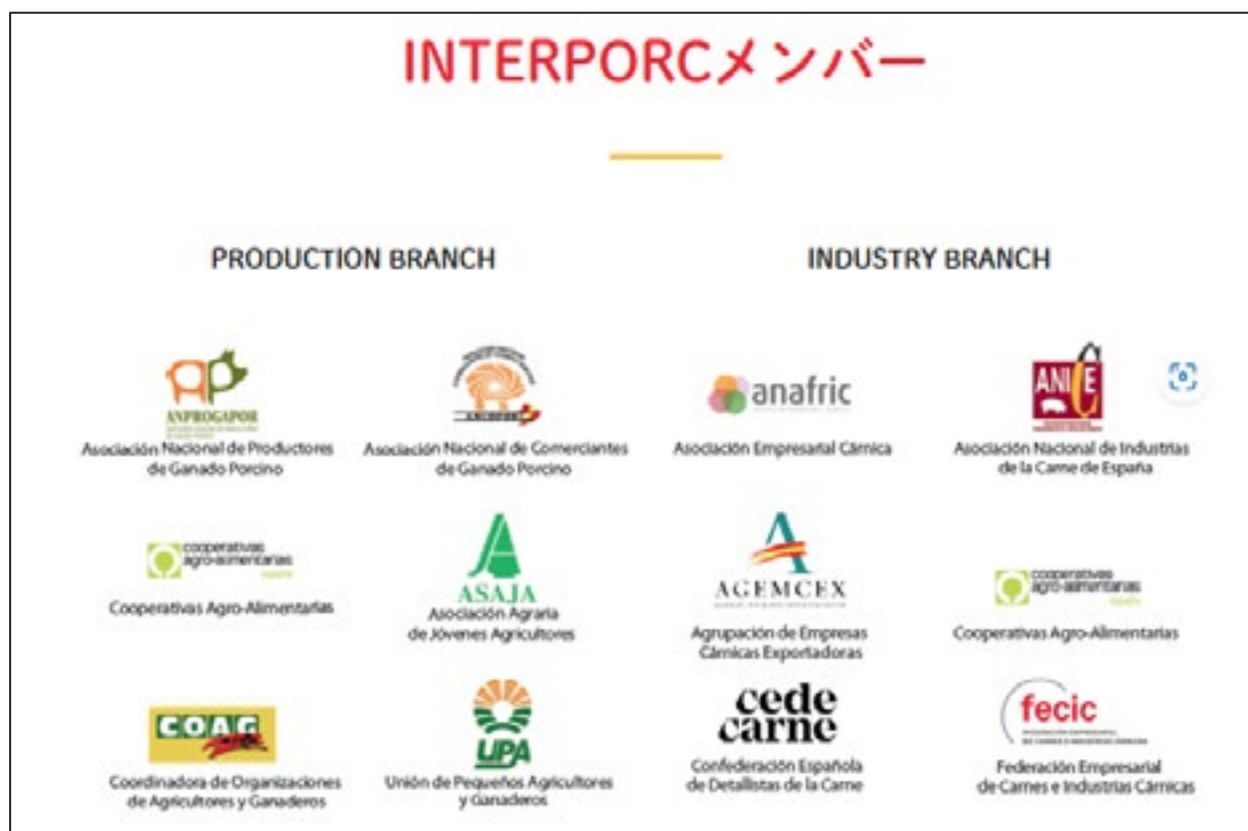 INTERPORCメンバー
PRODUCTION BRANCH
INDUSTRY BRANCH
ANPROGAPOR
Asociación Nacional de Productores
de Ganado Porcino
Asociación Nacional de Comerciantes
de Ganado Porcino
anafric
Asociación Empresarial Cárnica
ANICE
Asociación Nacional de Industrias
de la Carne de España
cooperativas
agro-alimentarias
Cooperativas Agro-Alimentarias
ASAJA
Asociación Agraria
de Jóvenes Agricultores
AGEMCEX
Agrupación de Empresas
Cárnicas Exportadoras
cooperativas
agro-alimentarias
Cooperativas Agro-Alimentarias
COAG
Coordinadora de Organizaciones
de Agricultores y Ganaderos
UPA
Unión de Pequeños Agricultores
y Ganaderos
cede
carne
Confederación Española
de Detallistas de la Carne
fecic
Federación Empresarial
de Carnes e Industrias Cárnicas